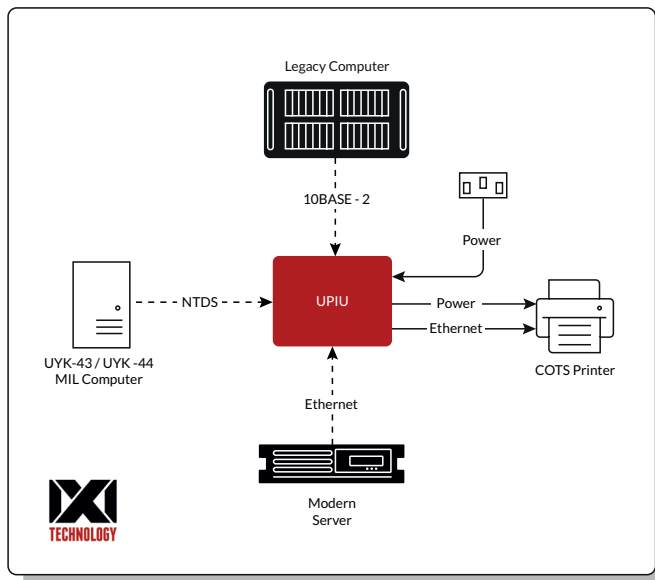 Legacy Computer
10BASE - 2
Power
NTDS
UPIU
Power
Ethernet
UYK-43 / UYK -44
MIL Computer
COTS Printer
Ethernet
Modern
Server
IXI
TECHNOLOGY